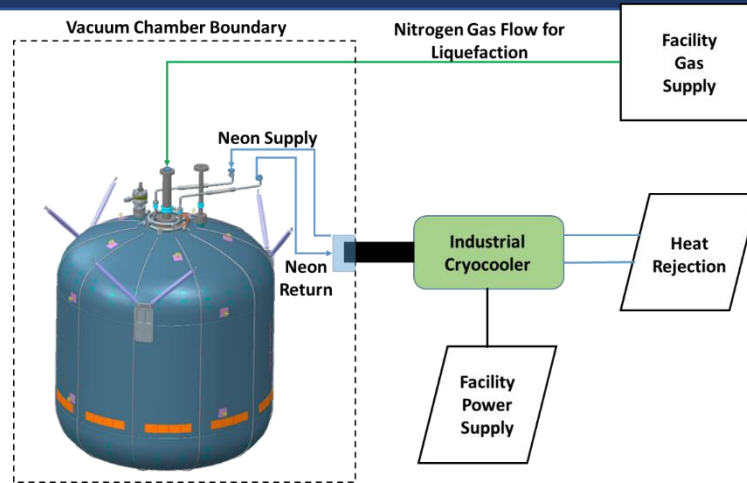 Vacuum Chamber Boundary
Nitrogen Gas Flow for
Liquefaction
Facility
Gas
Supply
Neon Supply
Neon
Return
Industrial
Cryocooler
Heat
Rejection
Facility
Power
Supply